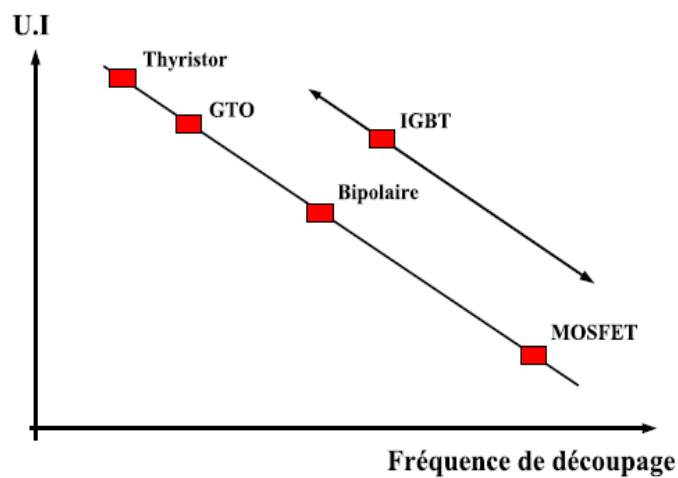 U.I
Thyristor
GTO
IGBT
Bipolaire
MOSFET
Fréquence de découpage